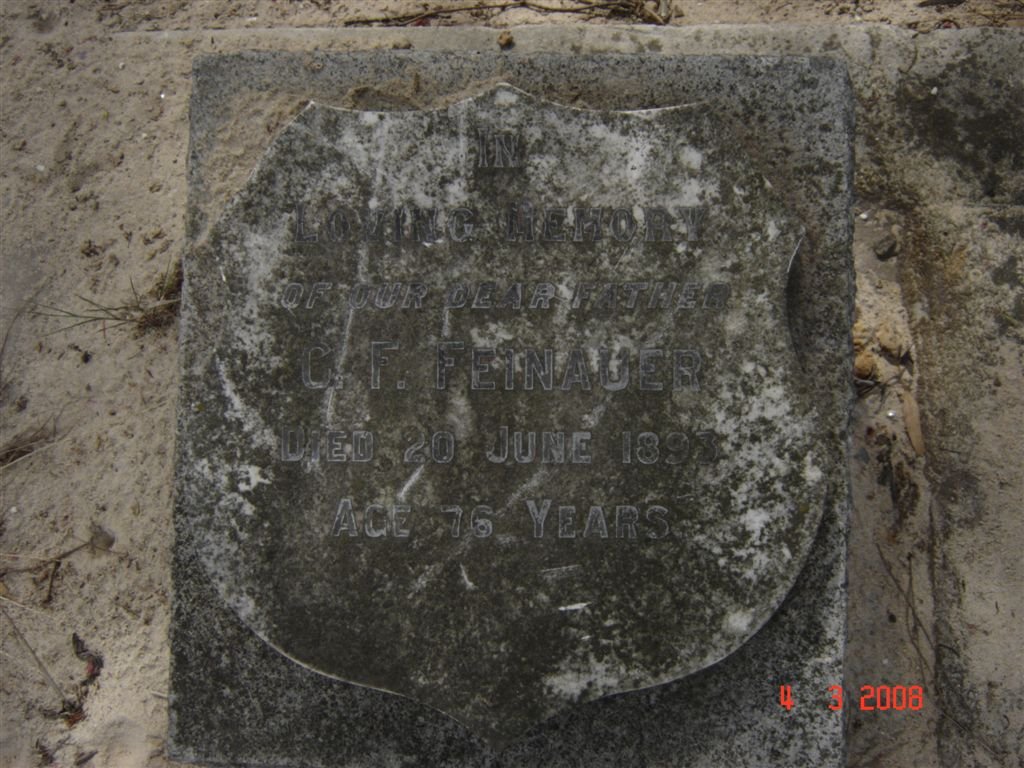 IN
LOVING MEMORY
OF OUR DEAR FATHER
C. F. FEINAUER
DIED 20 JUNE 1893
AGE 76 YEARS.
4 3 2008